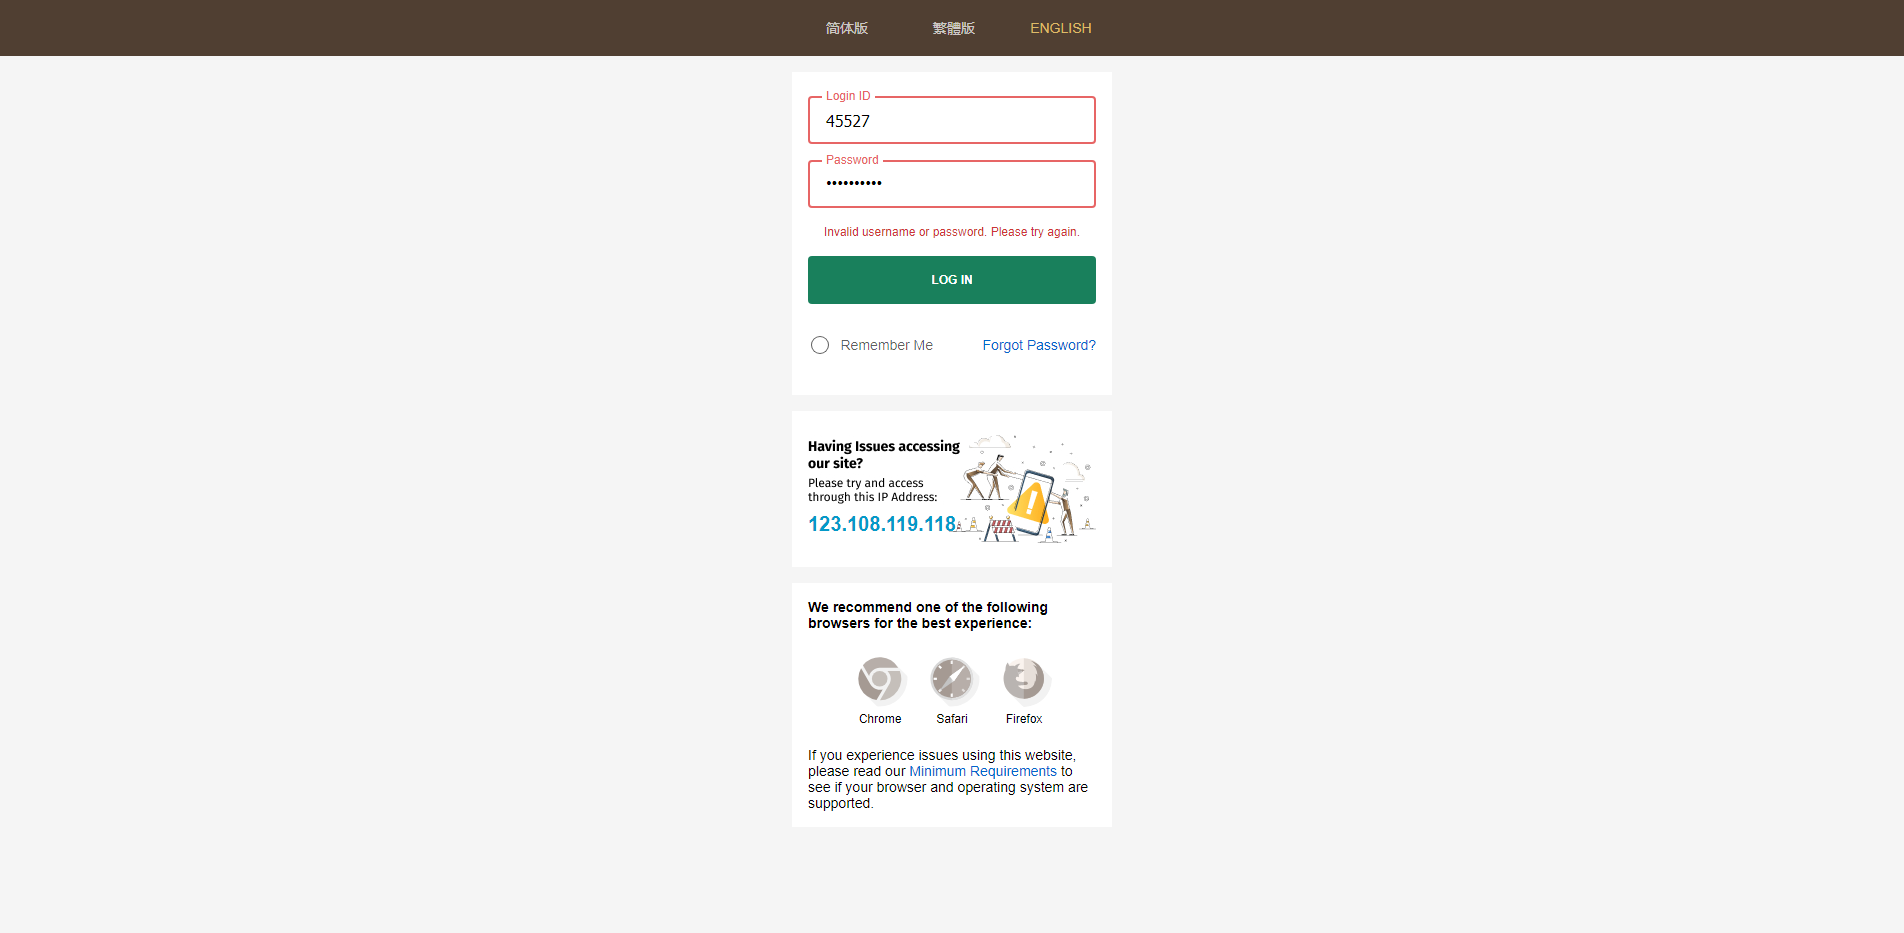 简体版 繁體版 ENGLISH
Login ID
45527
Password
••••••••••
Invalid username or password. Please try again.
LOG IN
Remember Me Forgot Password?
Having Issues accessing
our site?
Please try and access
through this IP Address:
123.108.119.118
We recommend one of the following
browsers for the best experience:
Chrome Safari Firefox
If you experience issues using this website,
please read our Minimum Requirements to
see if your browser and operating system are
supported.